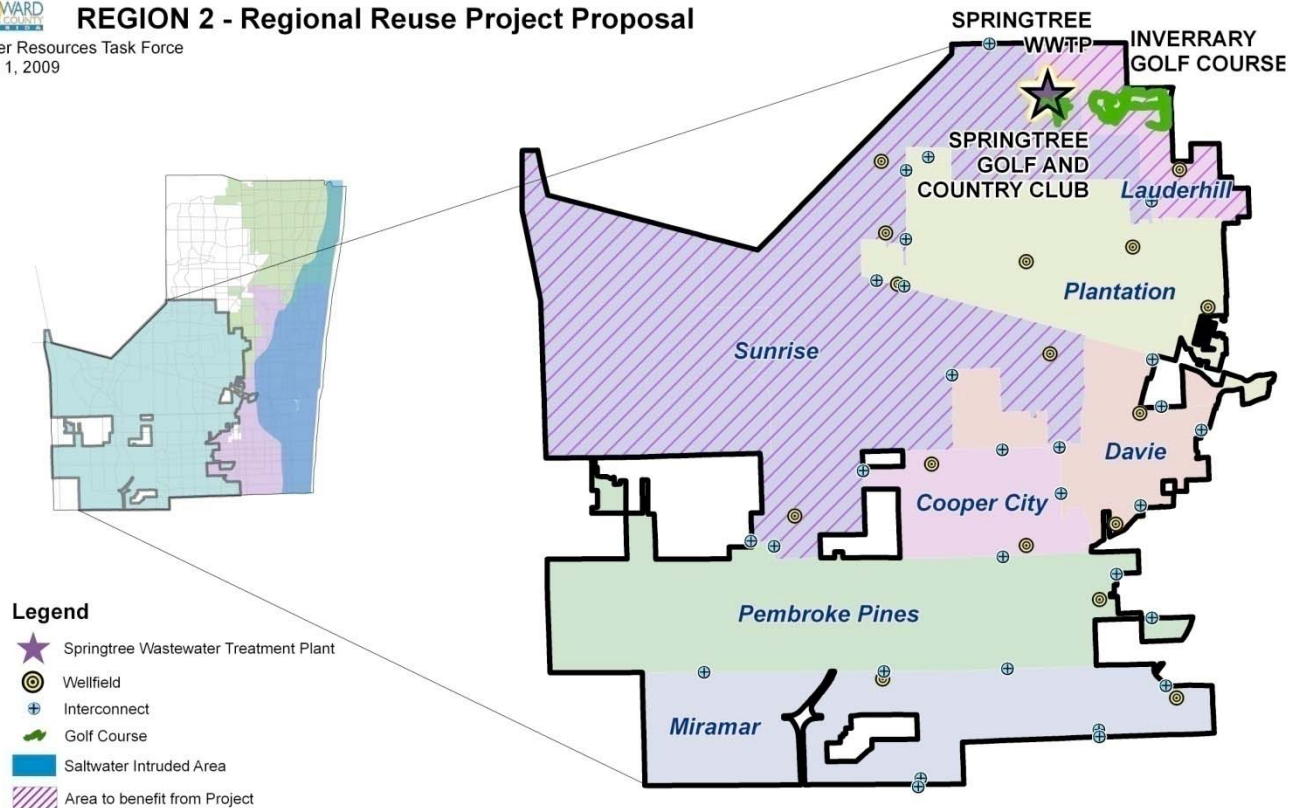 WARD
COUNTY
REGION 2 - Regional Reuse Project Proposal
er Resources Task Force
1, 2009
SPRINGTREE
WWTP
INVERRARY
GOLF COURSE
SPRINGTREE
GOLF AND
COUNTRY CLUB
Lauderhill
Plantation
Sunrise
Davie
Cooper City
Pembroke Pines
Miramar
Legend
Springtree Wastewater Treatment Plant
Wellfield
Interconnect
Golf Course
Saltwater Intruded Area
Area to benefit from Project